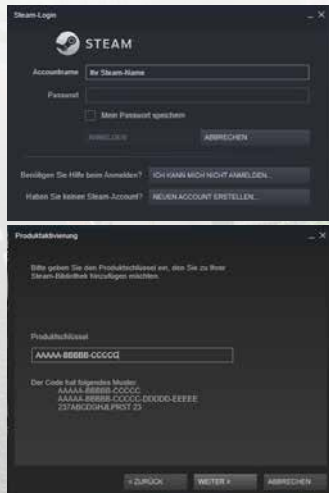 Steam-Login
STEAM
Accountname Ihr Steam-Name
Passwort
Mein Passwort speichern
ANMELDEN ABBRECHEN
Benötigen Sie Hilfe beim Anmelden? ICH KANN MICH NICHT ANMELDEN...
Haben Sie keinen Steam-Account? NEUEN ACCOUNT ERSTELLEN...
Produktaktivierung
Bitte geben Sie den Produktschlüssel ein, den Sie zu Ihrer
Steam-Bibliothek hinzufügen möchten.
Produktschlüssel
AAAAA-BBBBB-CCCCC
Der Code hat folgendes Muster:
AAAAA-BBBBB-CCCCC
AAAAA-BBBBB-CCCCC-DDDDD-EEEEE
237ABCDGHJLPRST 23
< ZURÜCK WEITER > ABBRECHEN